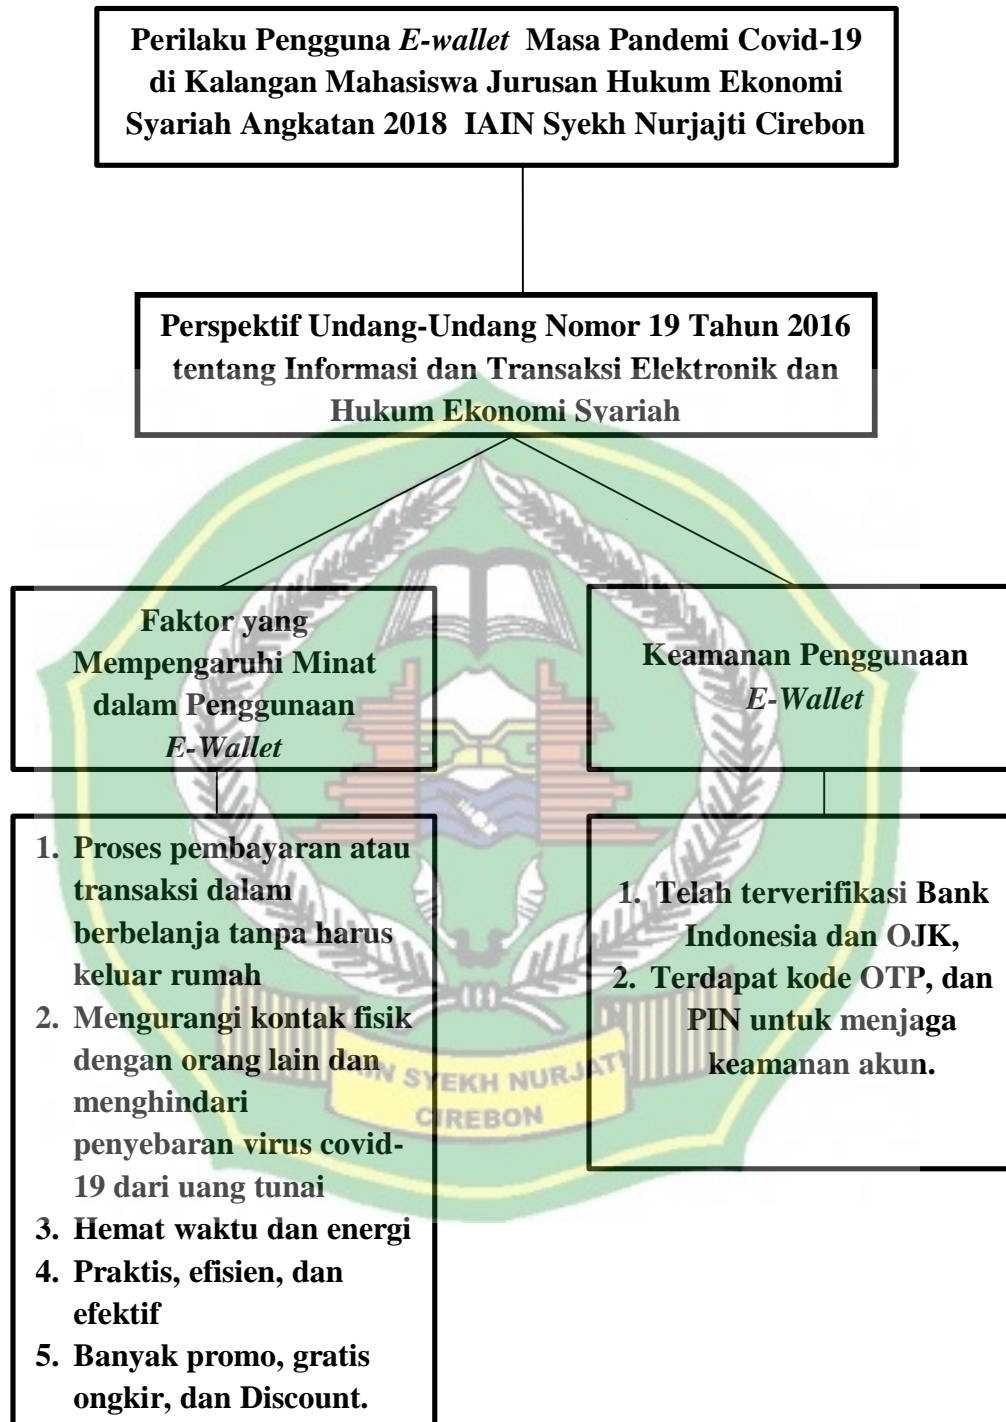 Perilaku Pengguna E-wallet Masa Pandemi Covid-19
di Kalangan Mahasiswa Jurusan Hukum Ekonomi
Syariah Angkatan 2018 IAIN Syekh Nurjajti Cirebon
Perspektif Undang-Undang Nomor 19 Tahun 2016
tentang Informasi dan Transaksi Elektronik dan
Hukum Ekonomi Syariah
Faktor yang
Mempengaruhi Minat
dalam Penggunaan
E-Wallet
Keamanan Penggunaan
E-Wallet
1. Proses pembayaran atau
transaksi dalam
berbelanja tanpa harus
keluar rumah
2. Mengurangi kontak fisik
dengan orang lain dan
menghindari
penyebaran virus covid-
19 dari uang tunai
3. Hemat waktu dan energi
4. Praktis, efisien, dan
efektif
5. Banyak promo, gratis
ongkir, dan Discount.
1. Telah terverifikasi Bank
Indonesia dan OJK,
2. Terdapat kode OTP, dan
PIN untuk menjaga
keamanan akun.
IAIN SYEKH NURJATI
CIREBON